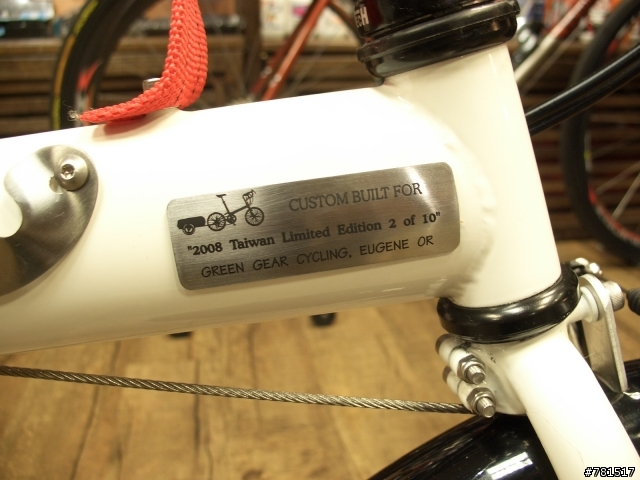 CUSTOM BUILT FOR
"2008 Taiwan Limited Edition 2 of 10"
GREEN GEAR CYCLING, EUGENE OR
#781517